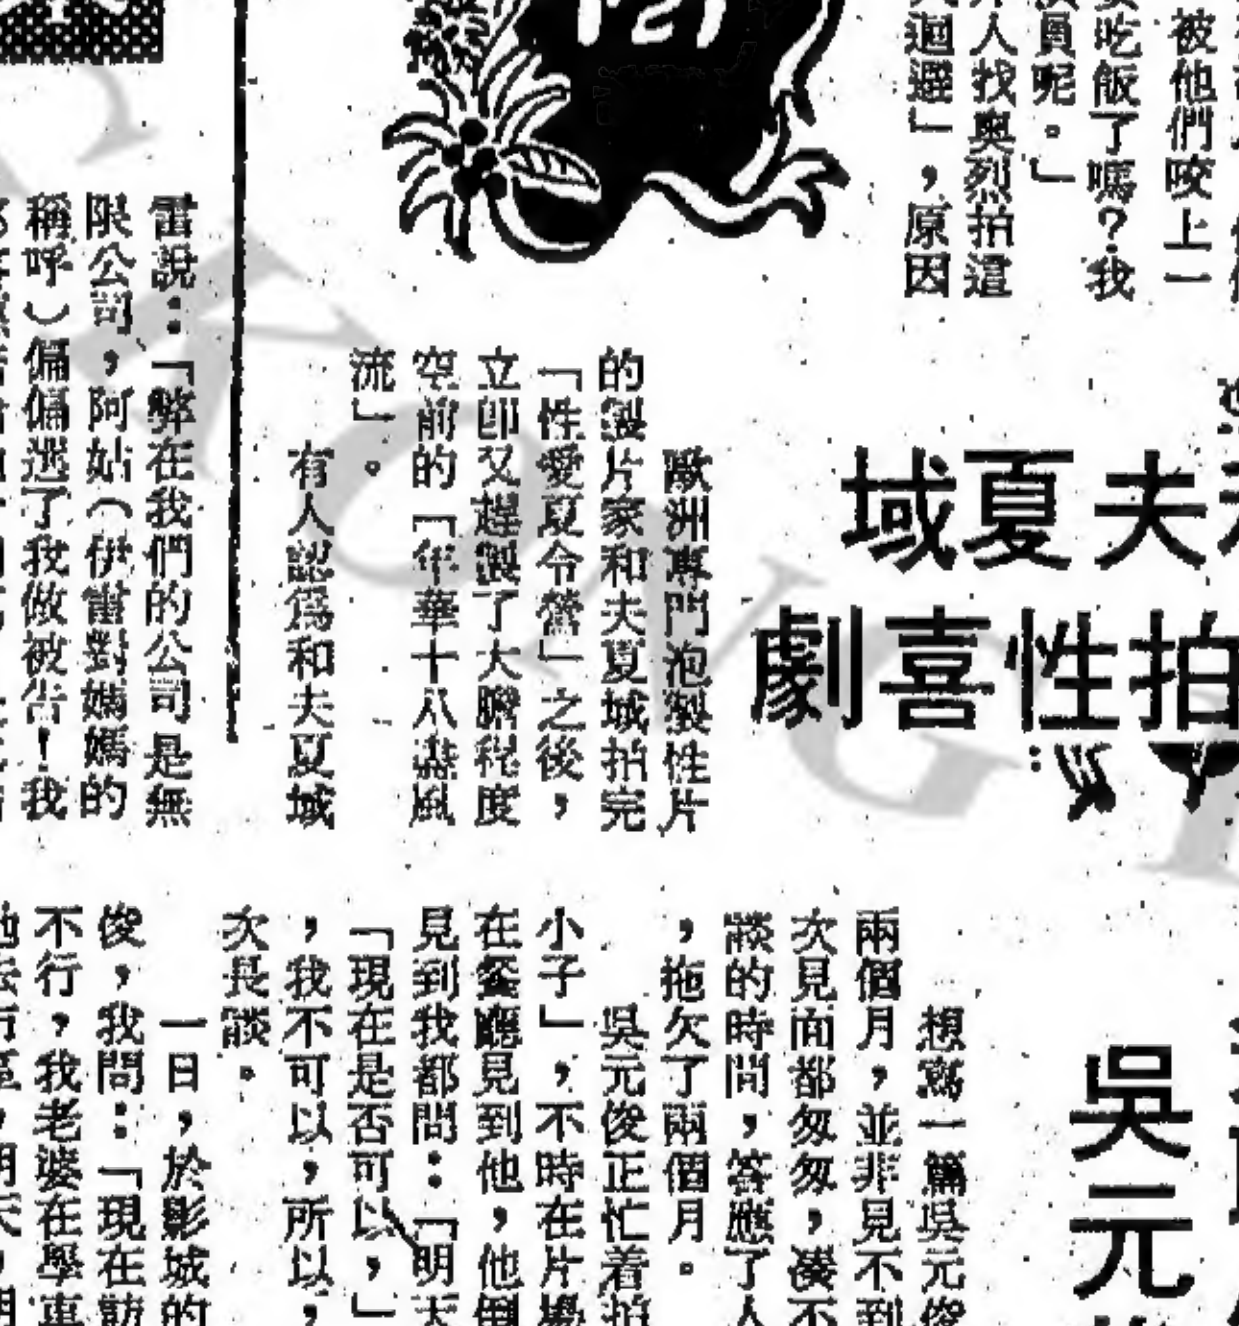 被他們咬上一
吃飯了嗎？我
員呢。」
人找奧烈拍這
迴避」，原因
夫夏域
拍性喜劇
歐洲專門泡製性片
的製片家和夫夏域拍完
「性愛夏令營」之後，
立即又趕製了大膽程度
空前的「年華十八盪風
流」。
有人認爲和夫夏域
雷說：「弊在我們的公司是無
限公司，阿姑（伊雷對媽媽的
稱呼）偏偏選了我做被告！我
吳元
想寫一篇吳元俊
兩個月，並非見不到
次見面都匆匆，湊不
談的時間，答應了人
，拖欠了兩個月。
吳元俊正忙着拍
小子」，不時在片場
在餐廳見到他，他倒
見到我都問：「明天
「現在是否可以，」
，我不可以，所以，
次長談。
一日，於影城的
俊，我問：「現在訪
不行，我老婆在學車